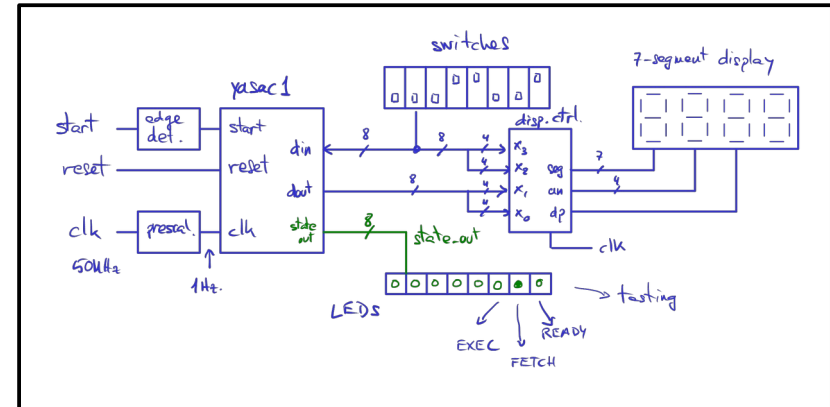 switches
7-segment display
yasac1
start
edge
det.
start
disp.ctrl.
din
8
8
4
x3
4
x2
seg
7
reset
reset
dout
8
4
x1
an
4
4
x0
dp
clk
prescal.
clk
state
out
8
state_out
clk
50MHz
1Hz.
LEDS
testing
EXEC
FETCH
READY